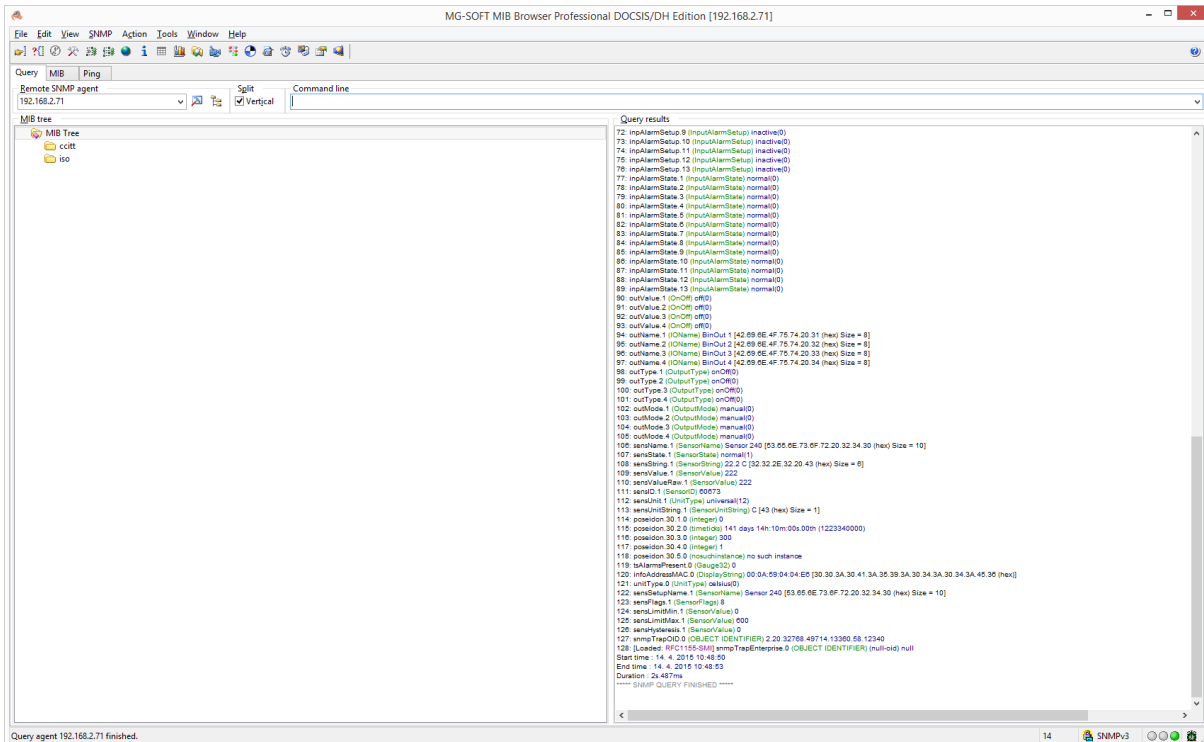 MG-SOFT MIB Browser Professional DOCSIS/DH Edition [192.168.2.71]
File Edit View SNMP Action Tools Window Help
Query MIB Ping
Remote SNMP agent Split Command line
192.168.2.71 Vertical
MIB tree Query results
MIB Tree
ccitt
iso
72: inpAlarmSetup.9 (InputAlarmSetup) inactive(0)
73: inpAlarmSetup.10 (InputAlarmSetup) inactive(0)
74: inpAlarmSetup.11 (InputAlarmSetup) inactive(0)
75: inpAlarmSetup.12 (InputAlarmSetup) inactive(0)
76: inpAlarmSetup.13 (InputAlarmSetup) inactive(0)
77: inpAlarmState.1 (InputAlarmState) normal(0)
78: inpAlarmState.2 (InputAlarmState) normal(0)
79: inpAlarmState.3 (InputAlarmState) normal(0)
80: inpAlarmState.4 (InputAlarmState) normal(0)
81: inpAlarmState.5 (InputAlarmState) normal(0)
82: inpAlarmState.6 (InputAlarmState) normal(0)
83: inpAlarmState.7 (InputAlarmState) normal(0)
84: inpAlarmState.8 (InputAlarmState) normal(0)
85: inpAlarmState.9 (InputAlarmState) normal(0)
86: inpAlarmState.10 (InputAlarmState) normal(0)
87: inpAlarmState.11 (InputAlarmState) normal(0)
88: inpAlarmState.12 (InputAlarmState) normal(0)
89: inpAlarmState.13 (InputAlarmState) normal(0)
90: outValue.1 (OnOff) off(0)
91: outValue.2 (OnOff) off(0)
92: outValue.3 (OnOff) off(0)
93: outValue.4 (OnOff) off(0)
94: outName.1 (IOName) BinOut 1 [42.69.6E.4F.75.74.20.31 (hex) Size = 8]
95: outName.2 (IOName) BinOut 2 [42.69.6E.4F.75.74.20.32 (hex) Size = 8]
96: outName.3 (IOName) BinOut 3 [42.69.6E.4F.75.74.20.33 (hex) Size = 8]
97: outName.4 (IOName) BinOut 4 [42.69.6E.4F.75.74.20.34 (hex) Size = 8]
98: outType.1 (OutputType) onOff(0)
99: outType.2 (OutputType) onOff(0)
100: outType.3 (OutputType) onOff(0)
101: outType.4 (OutputType) onOff(0)
102: outMode.1 (OutputMode) manual(0)
103: outMode.2 (OutputMode) manual(0)
104: outMode.3 (OutputMode) manual(0)
105: outMode.4 (OutputMode) manual(0)
106: sensName.1 (SensorName) Sensor 240 [53.65.6E.73.6F.72.20.32.34.30 (hex) Size = 10]
107: sensState.1 (SensorState) normal(1)
108: sensString.1 (SensorString) 22.2 C [32.32.2E.32.20.43 (hex) Size = 6]
109: sensValue.1 (SensorValue) 222
110: sensValueRaw.1 (SensorValue) 222
111: sensID.1 (SensorID) 60673
112: sensUnit.1 (UnitType) universal(12)
113: sensUnitString.1 (SensorUnitString) C [43 (hex) Size = 1]
114: poseidon.30.1.0 (integer) 0
115: poseidon.30.2.0 (timeticks) 141 days 14h:10m:00s.00th (1223340000)
116: poseidon.30.3.0 (integer) 300
117: poseidon.30.4.0 (integer) 1
118: poseidon.30.5.0 (nosuchinstance) no such instance
119: tsAlarmsPresent.0 (Gauge32) 0
120: infoAddressMAC.0 (DisplayString) 00:0A:59:04:04:E6 [30.30.3A.30.41.3A.35.39.3A.30.34.3A.30.34.3A.45.36 (hex)]
121: unitType.0 (UnitType) celsius(0)
122: sensSetupName.1 (SensorName) Sensor 240 [53.65.6E.73.6F.72.20.32.34.30 (hex) Size = 10]
123: sensFlags.1 (SensorFlags) 8
124: sensLimitMin.1 (SensorValue) 0
125: sensLimitMax.1 (SensorValue) 600
126: sensHysteresis.1 (SensorValue) 0
127: snmpTrapOID.0 (OBJECT IDENTIFIER) 2.20.32768.49714.13360.58.12340
128: [Loaded: RFC1155-SMI] snmpTrapEnterprise.0 (OBJECT IDENTIFIER) (null-oid) null
Start time : 14. 4. 2015 10:48:50
End time : 14. 4. 2015 10:48:53
Duration : 2s.487ms
***** SNMP QUERY FINISHED *****
Query agent 192.168.2.71 finished. 14 SNMPv3